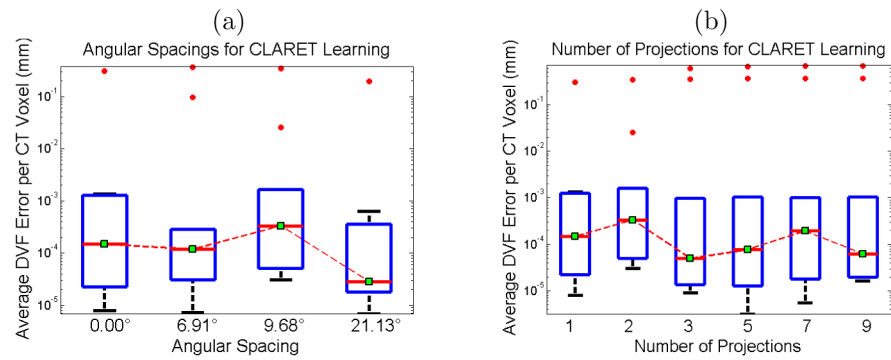 (a)
Angular Spacings for CLARET Learning
Average DVF Error per CT Voxel (mm)
10⁻¹
10⁻²
10⁻³
10⁻⁴
10⁻⁵
0.00° 6.91° 9.68° 21.13°
Angular Spacing
(b)
Number of Projections for CLARET Learning
Average DVF Error per CT Voxel (mm)
10⁻¹
10⁻²
10⁻³
10⁻⁴
10⁻⁵
1 2 3 5 7 9
Number of Projections